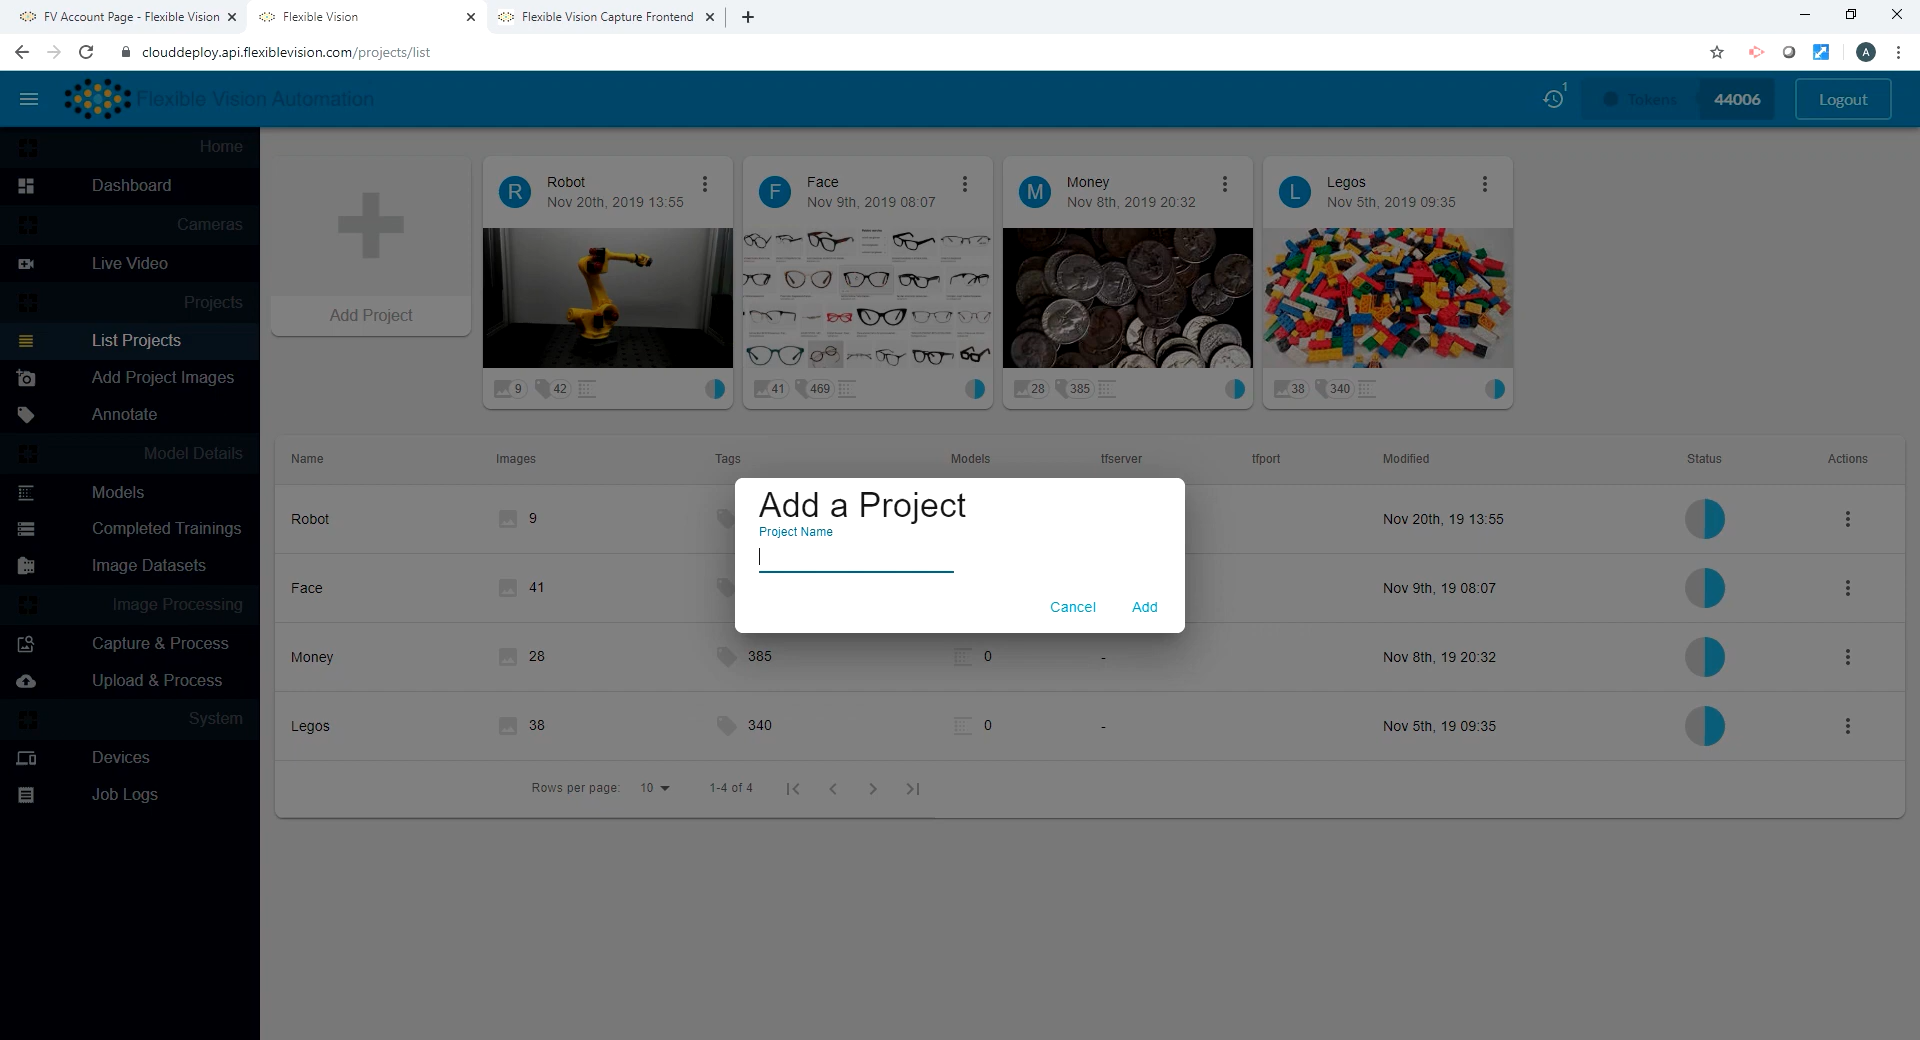 FV Account Page - Flexible Vision
Flexible Vision
Flexible Vision Capture Frontend
clouddeploy.api.flexiblevision.com/projects/list
A
Flexible Vision Automation
1
Tokens
44006
Logout
Home
Dashboard
Cameras
Live Video
Projects
List Projects
Add Project Images
Annotate
Model Details
Models
Completed Trainings
Image Datasets
Image Processing
Capture & Process
Upload & Process
System
Devices
Job Logs
Add Project
R
Robot
Nov 20th, 2019 13:55
9
42
F
Face
Nov 9th, 2019 08:07
41
469
M
Money
Nov 8th, 2019 20:32
28
385
L
Legos
Nov 5th, 2019 09:35
38
340
Name Images Tags Models tfserver tfport Modified Status Actions
Robot 9 Nov 20th, 19 13:55
Face 41 Nov 9th, 19 08:07
Money 28 385 0 - Nov 8th, 19 20:32
Legos 38 340 0 - Nov 5th, 19 09:35
Rows per page: 10 1-4 of 4
Add a Project
Project Name
Cancel Add